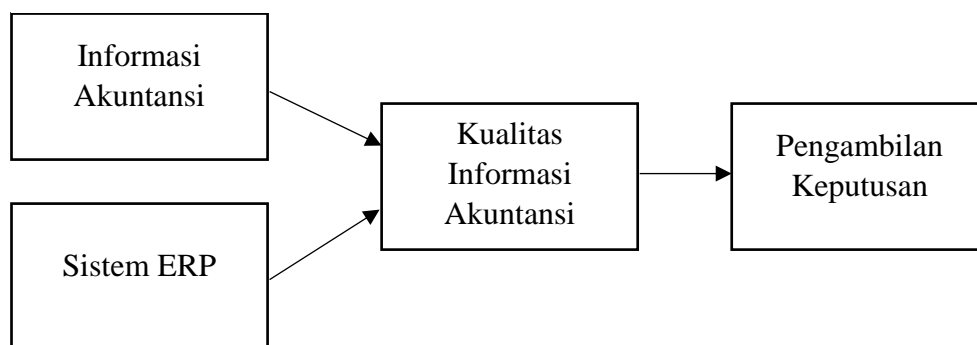 Informasi
Akuntansi
Sistem ERP
Kualitas
Informasi
Akuntansi
Pengambilan
Keputusan